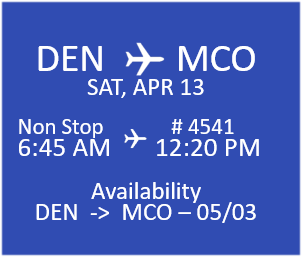 DEN MCO
SAT, APR 13
Non Stop # 4541
6:45 AM 12:20 PM
Availability
DEN -> MCO – 05/03